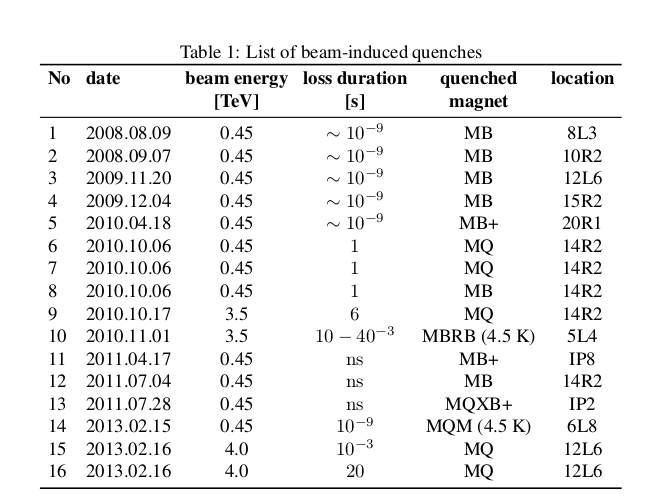 Table 1: List of beam-induced quenches
No date beam energy loss duration quenched location
[TeV] [s] magnet
1 2008.08.09 0.45 ∼ 10⁻⁹ MB 8L3
2 2008.09.07 0.45 ∼ 10⁻⁹ MB 10R2
3 2009.11.20 0.45 ∼ 10⁻⁹ MB 12L6
4 2009.12.04 0.45 ∼ 10⁻⁹ MB 15R2
5 2010.04.18 0.45 ∼ 10⁻⁹ MB+ 20R1
6 2010.10.06 0.45 1 MQ 14R2
7 2010.10.06 0.45 1 MQ 14R2
8 2010.10.06 0.45 1 MB 14R2
9 2010.10.17 3.5 6 MQ 14R2
10 2010.11.01 3.5 10 − 40⁻³ MBRB (4.5 K) 5L4
11 2011.04.17 0.45 ns MB+ IP8
12 2011.07.04 0.45 ns MB 14R2
13 2011.07.28 0.45 ns MQXB+ IP2
14 2013.02.15 0.45 10⁻⁹ MQM (4.5 K) 6L8
15 2013.02.16 4.0 10⁻³ MQ 12L6
16 2013.02.16 4.0 20 MQ 12L6